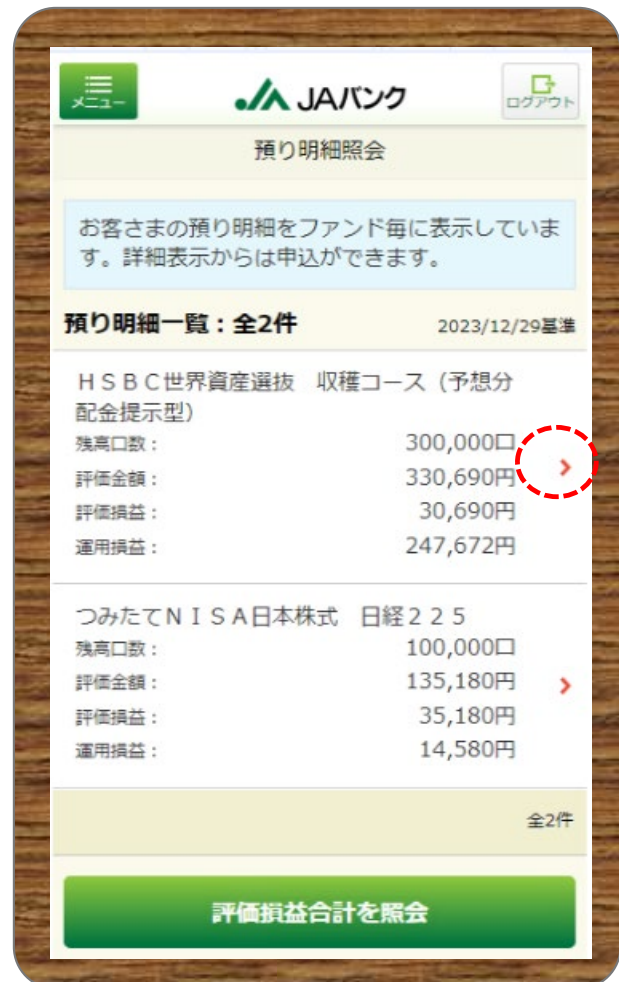 メニュー
JAバンク
ログアウト
預り明細照会
お客さまの預り明細をファンド毎に表示していま
す。詳細表示からは申込ができます。
預り明細一覧：全2件 2023/12/29基準
ＨＳＢＣ世界資産選抜　収穫コース（予想分
配金提示型）
残高口数： 300,000口
評価金額： 330,690円
評価損益： 30,690円
運用損益： 247,672円
つみたてＮＩＳＡ日本株式　日経２２５
残高口数： 100,000口
評価金額： 135,180円
評価損益： 35,180円
運用損益： 14,580円
全2件
評価損益合計を照会